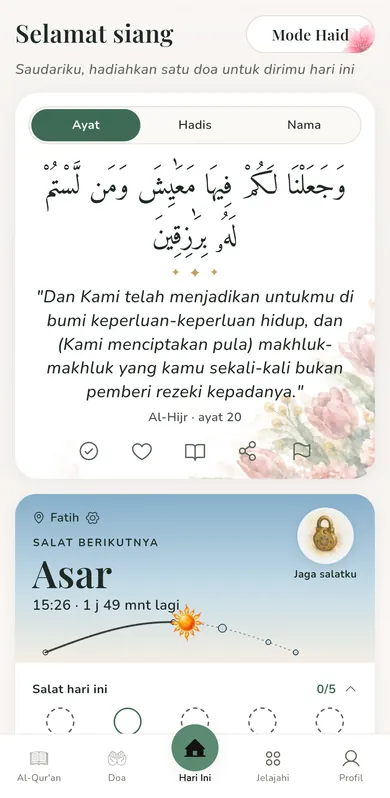 Selamat siang
Mode Haid
Saudariku, hadiahkan satu doa untuk dirimu hari ini
Ayat
Hadis
Nama
وَجَعَلْنَا لَكُمْ فِيهَا مَعَٰيِشَ وَمَن لَّسْتُمْ
لَهُۥ بِرَٰزِقِينَ
"Dan Kami telah menjadikan untukmu di
bumi keperluan-keperluan hidup, dan
(Kami menciptakan pula) makhluk-
makhluk yang kamu sekali-kali bukan
pemberi rezeki kepadanya."
Al-Hijr · ayat 20
Fatih
SALAT BERIKUTNYA
Asar
15:26 · 1 j 49 mnt lagi
Jaga salatku
Salat hari ini
0/5
Al-Qur'an
Doa
Hari Ini
Jelajahi
Profil